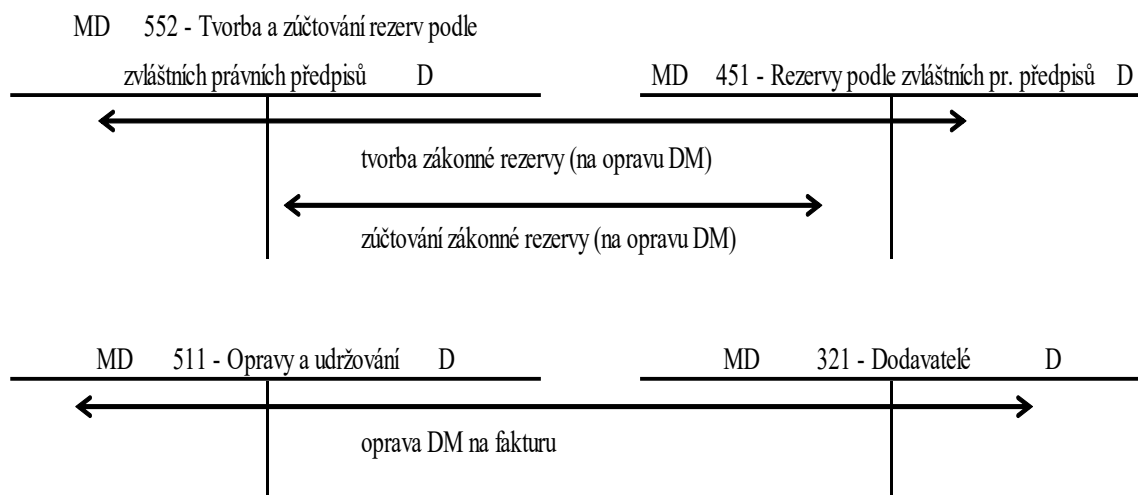 MD 552 - Tvorba a zúčtování rezerv podle
zvláštních právních předpisů D
MD 451 - Rezervy podle zvláštních pr. předpisů D
tvorba zákonné rezervy (na opravu DM)
zúčtování zákonné rezervy (na opravu DM)
MD 511 - Opravy a udržování D
MD 321 - Dodavatelé D
oprava DM na fakturu